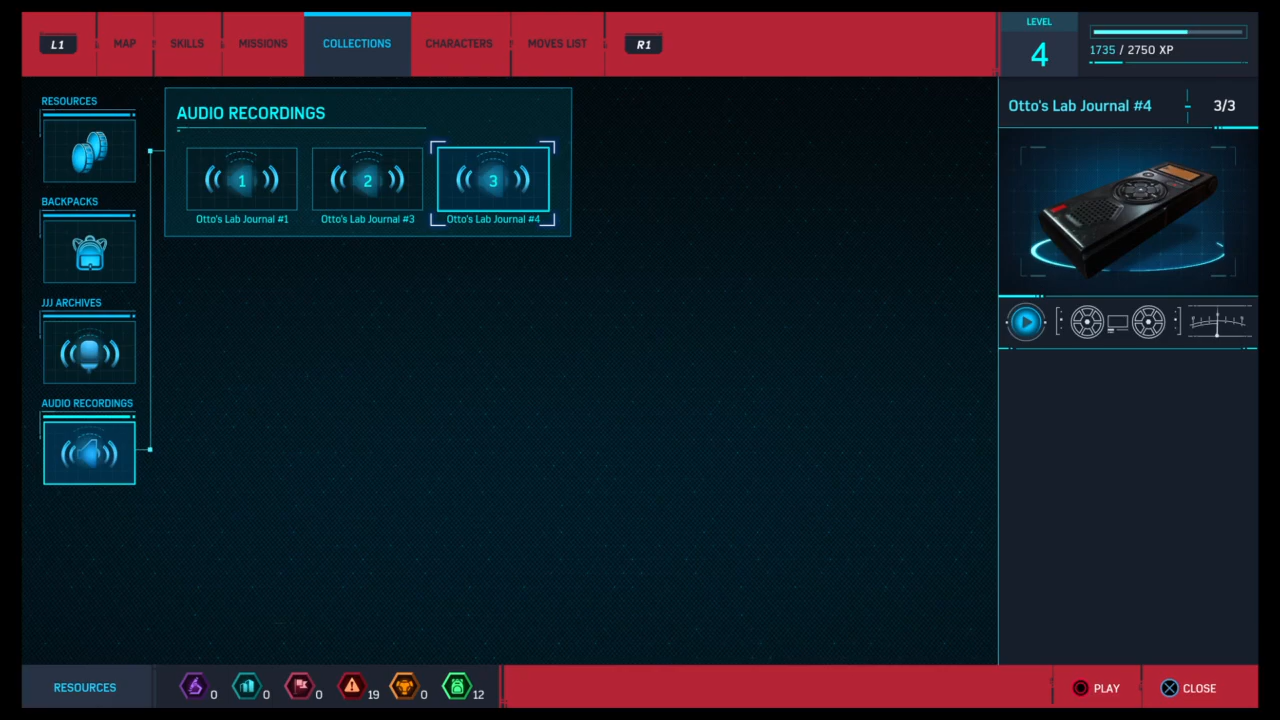 L1
MAP
SKILLS
MISSIONS
COLLECTIONS
CHARACTERS
MOVES LIST
R1
LEVEL
4
1735 / 2750 XP
RESOURCES
BACKPACKS
JJJ ARCHIVES
AUDIO RECORDINGS
AUDIO RECORDINGS
1
2
3
Otto's Lab Journal #1
Otto's Lab Journal #3
Otto's Lab Journal #4
Otto's Lab Journal #4
3/3
RESOURCES
0
0
0
19
0
12
PLAY
CLOSE